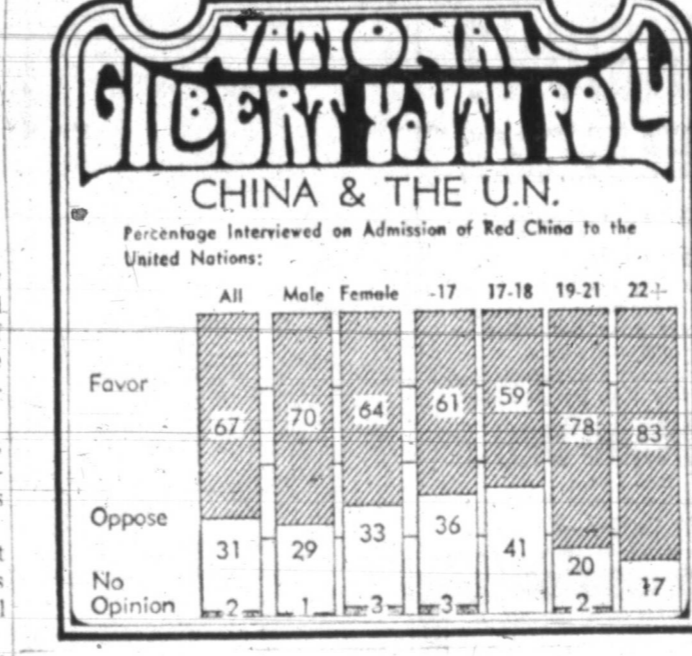 NATIONAL
GILBERT YOUTH POLL
CHINA & THE U.N.
Percentage Interviewed on Admission of Red China to the
United Nations:
All Male Female -17 17-18 19-21 22+
Favor 67 70 64 61 59 78 83
Oppose 31 29 33 36 41 20 17
No
Opinion 2 1 3 3 2